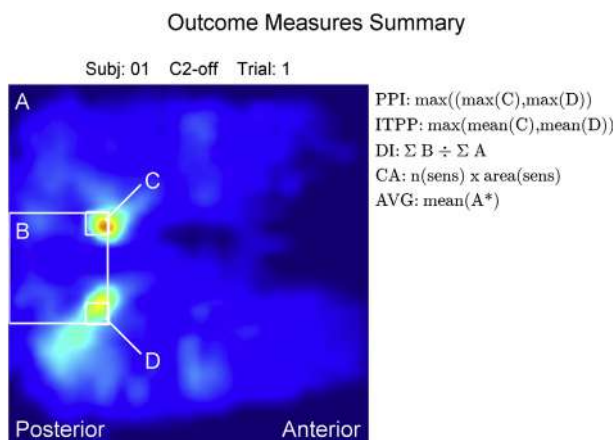 Outcome Measures Summary
Subj: 01 C2-off Trial: 1
A
PPI: max((max(C),max(D))
ITPP: max(mean(C),mean(D))
DI: Σ B ÷ Σ A
CA: n(sens) x area(sens)
AVG: mean(A*)
C
B
D
Posterior Anterior